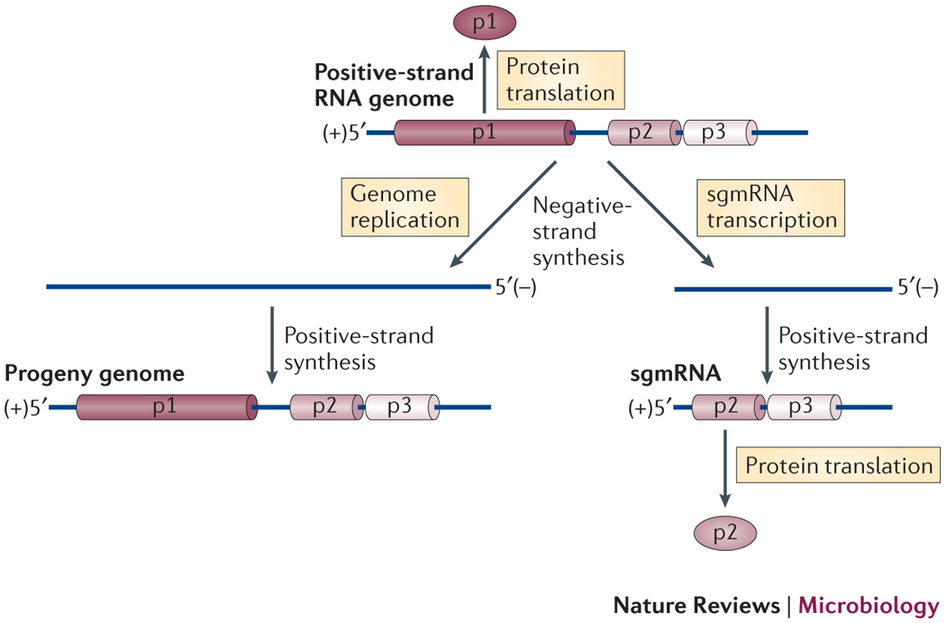 p1
Protein
translation
Positive-strand
RNA genome
(+)5′
p1
p2
p3
Genome
replication
Negative-
strand
synthesis
sgmRNA
transcription
5′(–)
5′(–)
Positive-strand
synthesis
Positive-strand
synthesis
Progeny genome
sgmRNA
(+)5′
p1
p2
p3
(+)5′
p2
p3
Protein translation
p2
Nature Reviews | Microbiology